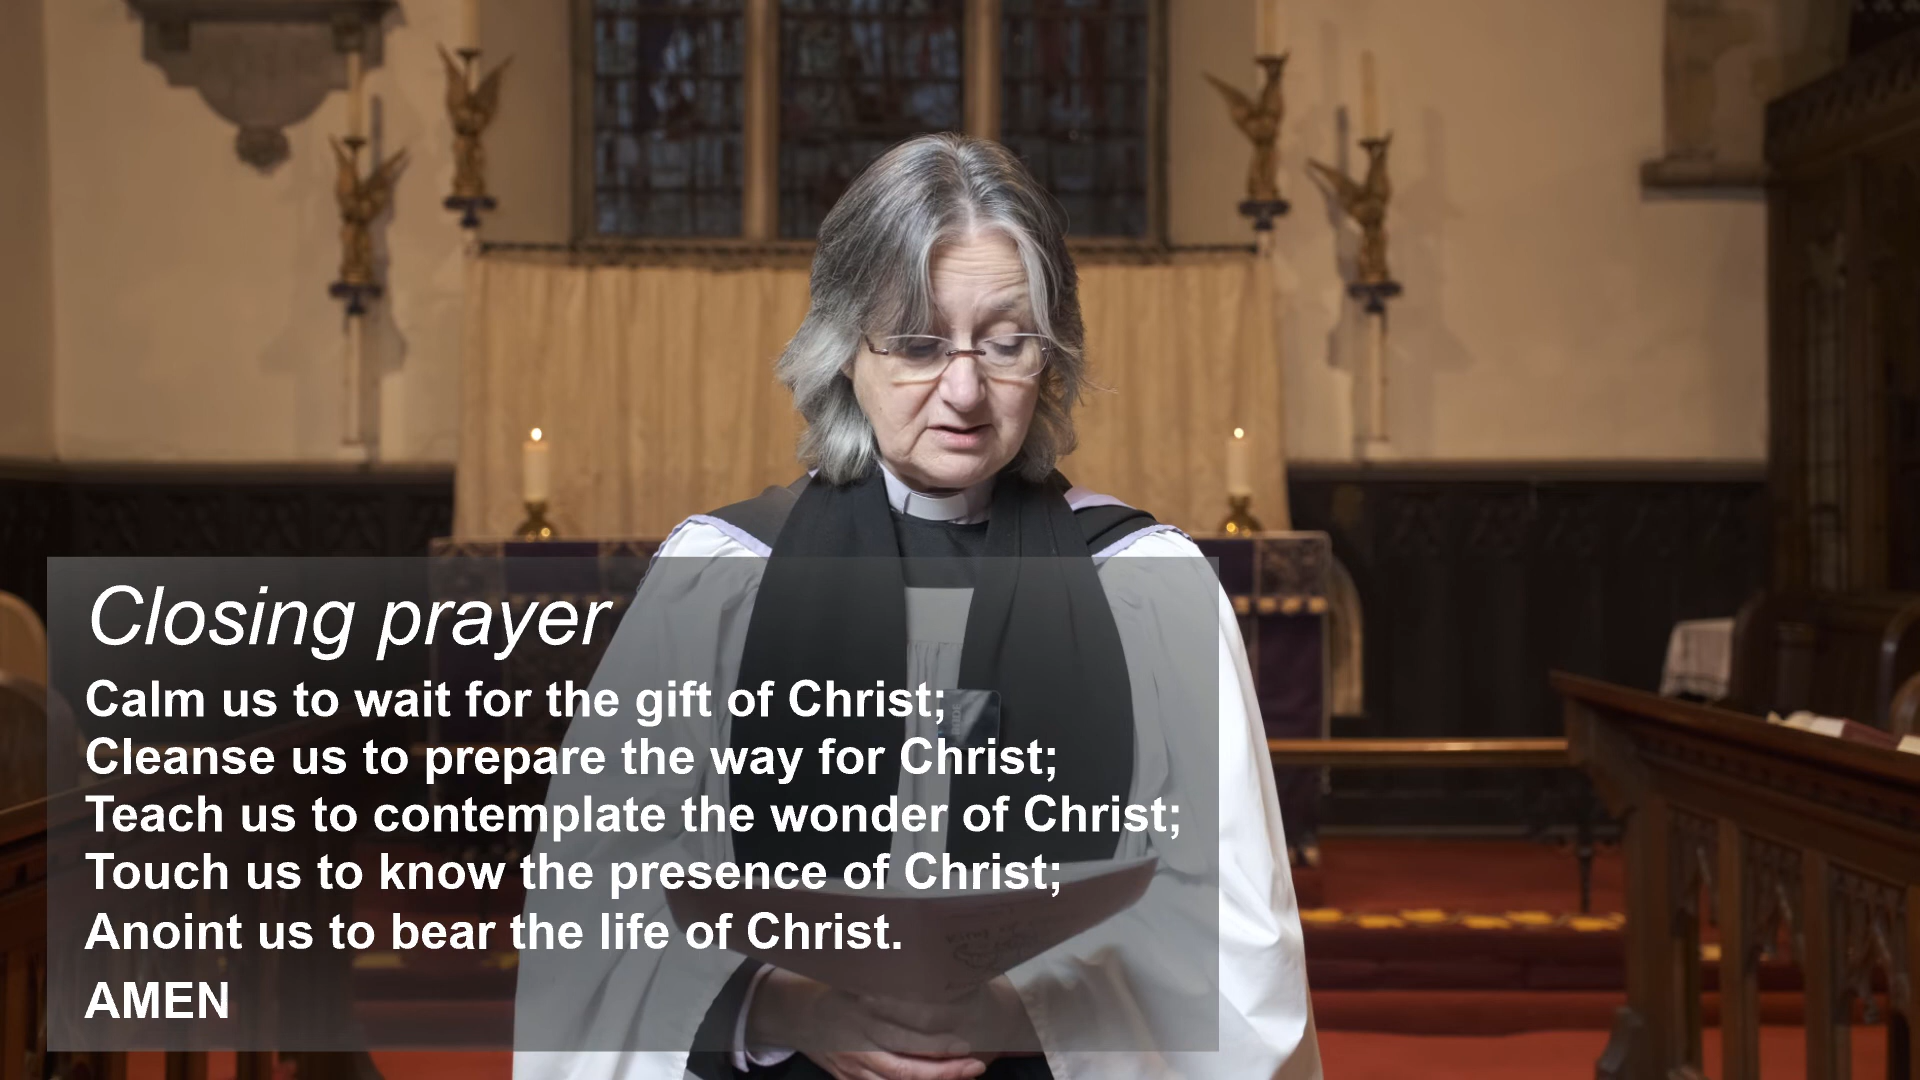 Closing prayer
Calm us to wait for the gift of Christ;
Cleanse us to prepare the way for Christ;
Teach us to contemplate the wonder of Christ;
Touch us to know the presence of Christ;
Anoint us to bear the life of Christ.
AMEN